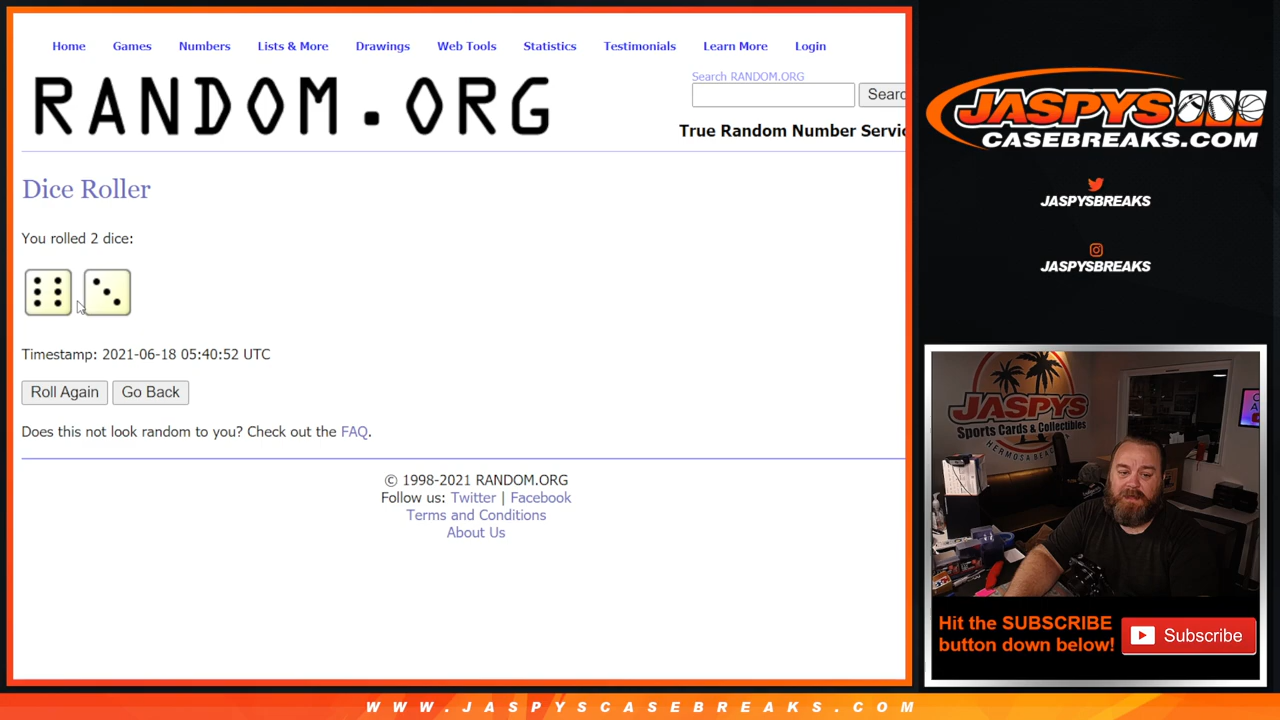 Home Games Numbers Lists & More Drawings Web Tools Statistics Testimonials Learn More Login
RANDOM.ORG
Search RANDOM.ORG
Searc
True Random Number Servic
Dice Roller
You rolled 2 dice:
Timestamp: 2021-06-18 05:40:52 UTC
Roll Again Go Back
Does this not look random to you? Check out the FAQ.
© 1998-2021 RANDOM.ORG
Follow us: Twitter | Facebook
Terms and Conditions
About Us
JASPYS
CASEBREAKS.COM
JASPYSBREAKS
JASPYSBREAKS
JASPYS
Sports Cards & Collectibles
HERMOSA BEACH
Hit the SUBSCRIBE
button down below!
Subscribe
WWW.JASPYSCASEBREAKS.COM